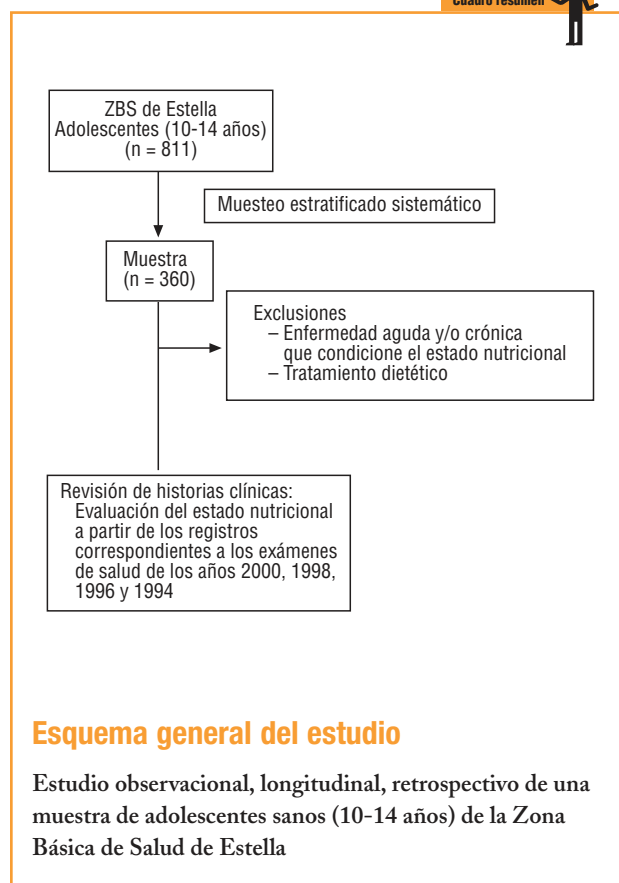 Cuadro resumen
ZBS de Estella
Adolescentes (10-14 años)
(n = 811)
Muesteo estratificado sistemático
Muestra
(n = 360)
Exclusiones
– Enfermedad aguda y/o crónica
que condicione el estado nutricional
– Tratamiento dietético
Revisión de historias clínicas:
Evaluación del estado nutricional
a partir de los registros
correspondientes a los exámenes
de salud de los años 2000, 1998,
1996 y 1994
Esquema general del estudio
Estudio observacional, longitudinal, retrospectivo de una
muestra de adolescentes sanos (10-14 años) de la Zona
Básica de Salud de Estella